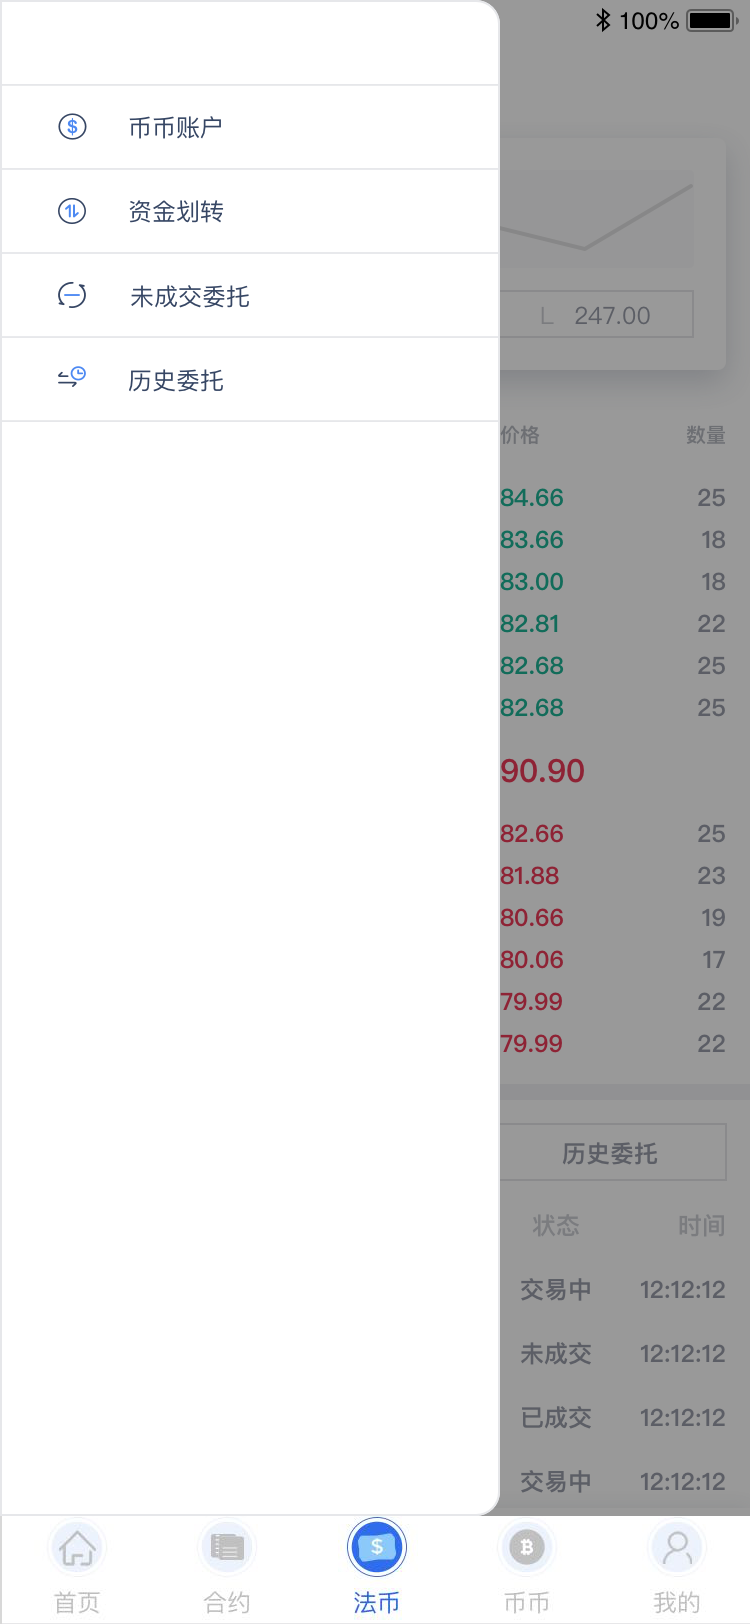 100%
币币账户
资金划转
未成交委托
历史委托
L 247.00
价格 数量
84.66 25
83.66 18
83.00 18
82.81 22
82.68 25
82.68 25
90.90
82.66 25
81.88 23
80.66 19
80.06 17
79.99 22
79.99 22
历史委托
状态 时间
交易中 12:12:12
未成交 12:12:12
已成交 12:12:12
交易中 12:12:12
首页 合约 法币 币币 我的